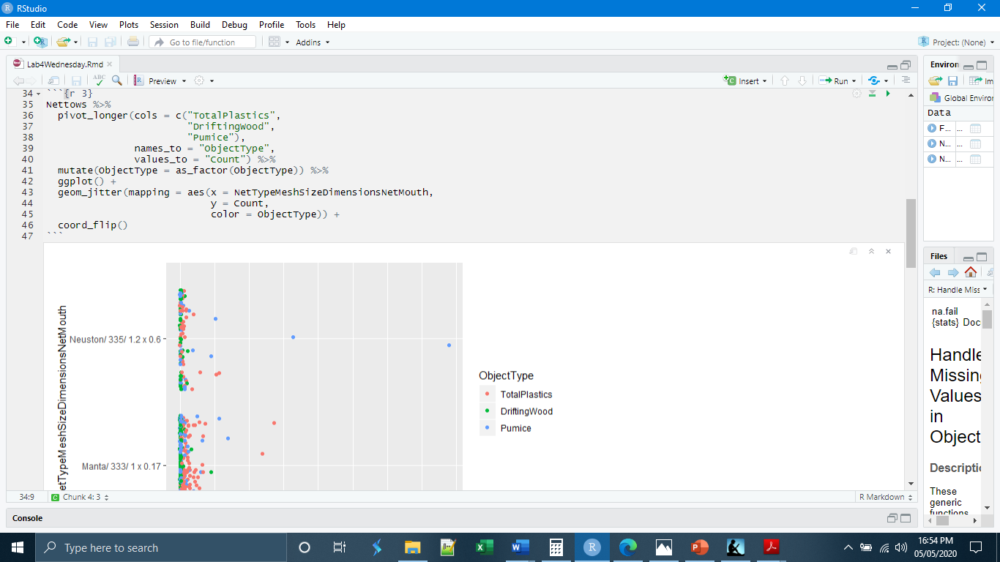 RStudio
File Edit Code View Plots Session Build Debug Profile Tools Help
Go to file/function Addins Project: (None)
Lab4Wednesday.Rmd
ABC Preview Insert Run
34 ```{r 3}
35 Nettows %>%
36 pivot_longer(cols = c("TotalPlastics",
37 "DriftingWood",
38 "Pumice"),
39 names_to = "ObjectType",
40 values_to = "Count") %>%
41 mutate(ObjectType = as_factor(ObjectType)) %>%
42 ggplot() +
43 geom_jitter(mapping = aes(x = NetTypeMeshSizeDimensionsNetMouth,
44 y = Count,
45 color = ObjectType)) +
46 coord_flip()
47 ```
etTypeMeshSizeDimensionsNetMouth
Neuston/ 335/ 1.2 x 0.6
Manta/ 333/ 1 x 0.17
ObjectType
TotalPlastics
DriftingWood
Pumice
34:9 C Chunk 4: 3 R Markdown
Console
Environ
Im
Global Enviror
Data
F... ...
N... ...
N... ...
Files
R: Handle Miss
na.fail
{stats} Doc
Handle
Missing
Values
in
Object
Descriptio
These
generic
functions
Type here to search
16:54 PM
05/05/2020